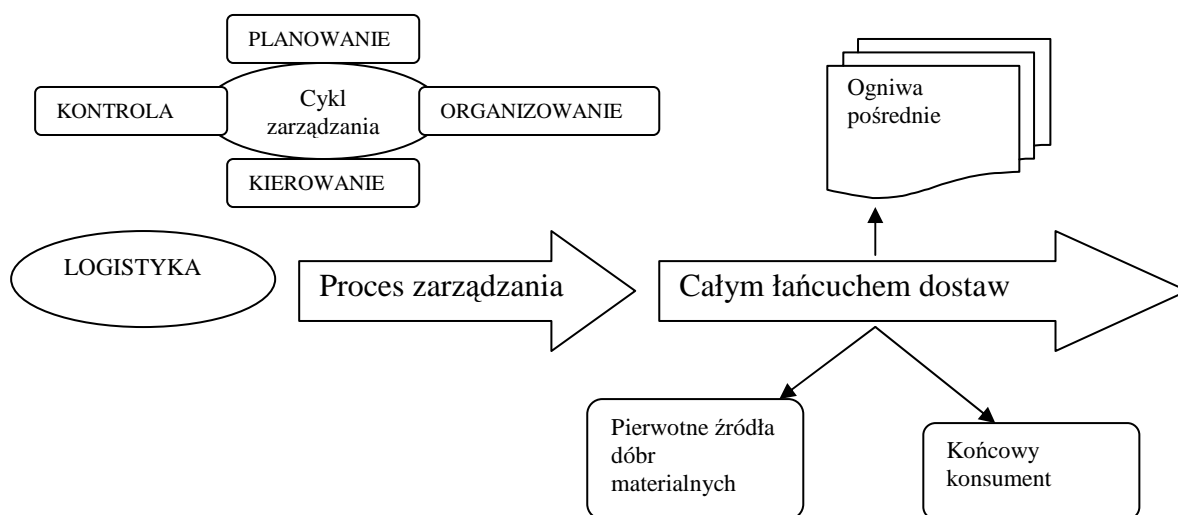 PLANOWANIE
KONTROLA
Cykl
zarządzania
ORGANIZOWANIE
KIEROWANIE
Ogniwa
pośrednie
LOGISTYKA
Proces zarządzania
Całym łańcuchem dostaw
Pierwotne źródła
dóbr
materialnych
Końcowy
konsument